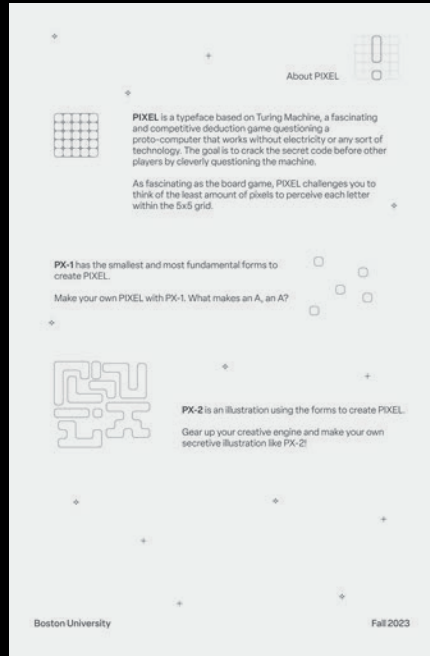 About PIXEL
PIXEL is a typeface based on Turing Machine, a fascinating
and competitive deduction game questioning a
proto-computer that works without electricity or any sort of
technology. The goal is to crack the secret code before other
players by cleverly questioning the machine.
As fascinating as the board game, PIXEL challenges you to
think of the least amount of pixels to perceive each letter
within the 5x5 grid.
PX-1 has the smallest and most fundamental forms to
create PIXEL.
Make your own PIXEL with PX-1. What makes an A, an A?
PX-2 is an illustration using the forms to create PIXEL.
Gear up your creative engine and make your own
secretive illustration like PX-2!
Boston University
Fall 2023